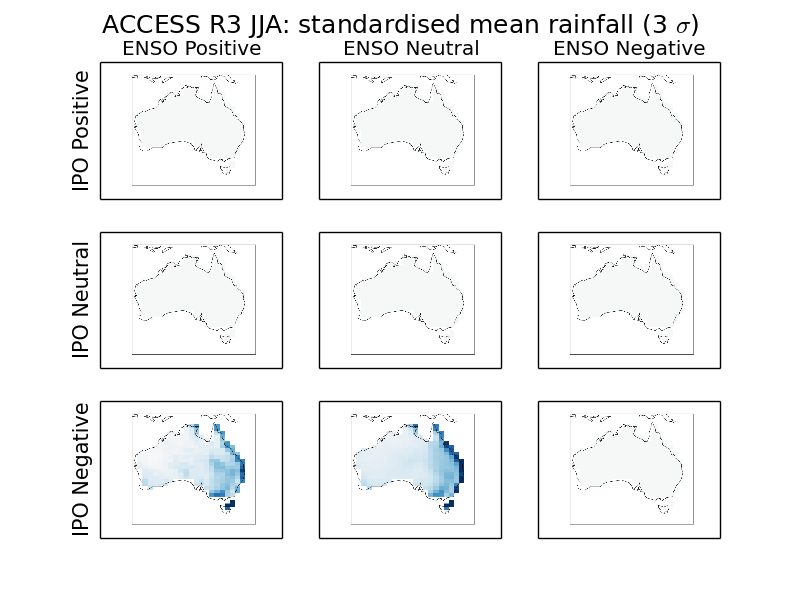 ACCESS R3 JJA: standardised mean rainfall (3 σ)
ENSO Positive ENSO Neutral ENSO Negative
IPO Positive
IPO Neutral
IPO Negative